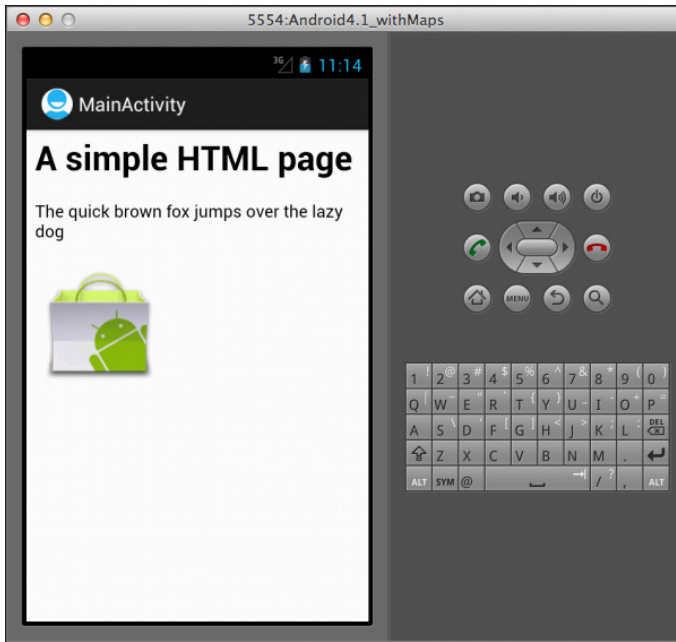 5554:Android4.1_withMaps
3G 11:14
MainActivity
A simple HTML page
The quick brown fox jumps over the lazy
dog
MENU
1 ! 2 @ 3 # 4 $ 5 % 6 ^ 7 & 8 * 9 ( 0 )
Q | W ~ E " R ` T { Y } U _ I - O + P =
A S \ D ' F [ G ] H < J > K ; L : DEL
Z X C V B N M .
ALT SYM @ / ? , ALT